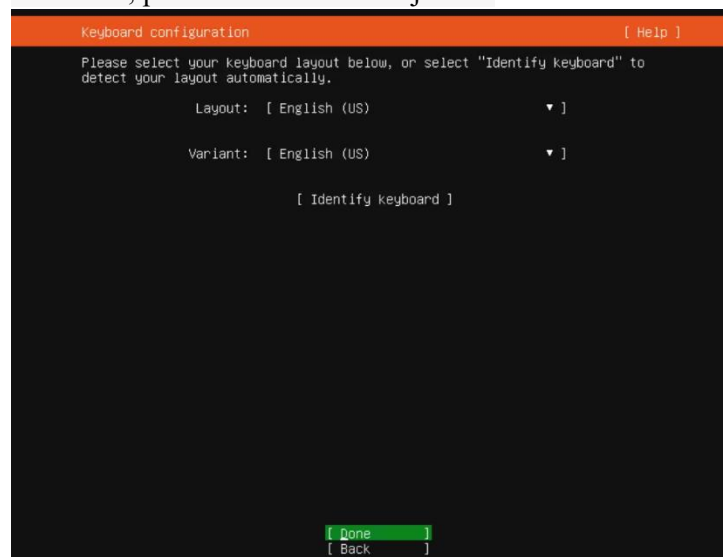 Keyboard configuration [ Help ]
Please select your keyboard layout below, or select "Identify keyboard" to
detect your layout automatically.
Layout: [ English (US) ▾ ]
Variant: [ English (US) ▾ ]
[ Identify keyboard ]
[ Done ]
[ Back ]